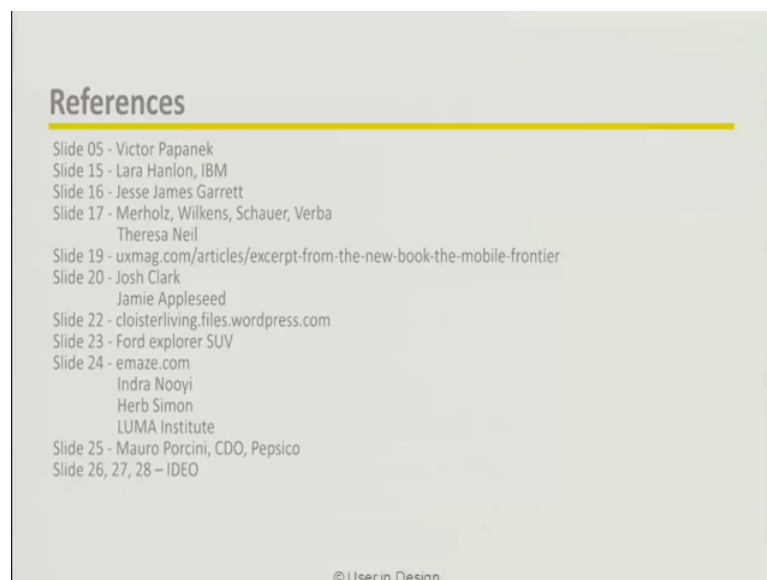 References
Slide 05 - Victor Papanek
Slide 15 - Lara Hanlon, IBM
Slide 16 - Jesse James Garrett
Slide 17 - Merholz, Wilkens, Schauer, Verba
Theresa Neil
Slide 19 - uxmag.com/articles/excerpt-from-the-new-book-the-mobile-frontier
Slide 20 - Josh Clark
Jamie Appleseed
Slide 22 - cloisterliving.files.wordpress.com
Slide 23 - Ford explorer SUV
Slide 24 - emaze.com
Indra Nooyi
Herb Simon
LUMA Institute
Slide 25 - Mauro Porcini, CDO, Pepsico
Slide 26, 27, 28 – IDEO
© User in Design